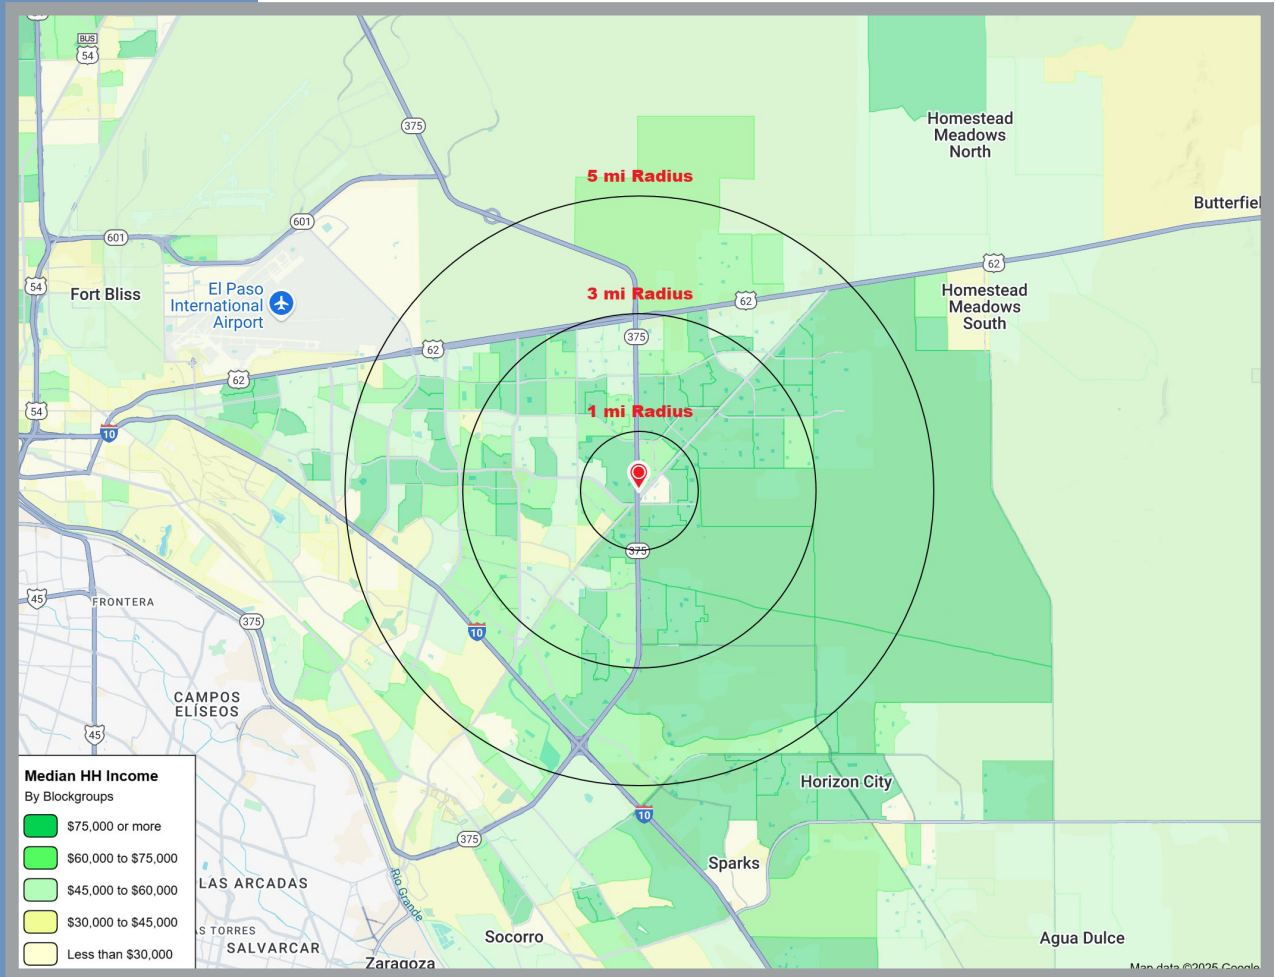 BUS
54
375
Homestead
Meadows
North
5 mi Radius
Butterfiel
601
601
62
54
Fort Bliss
El Paso
International
Airport
3 mi Radius
62
Homestead
Meadows
South
375
62
62
54
1 mi Radius
10
375
45
FRONTERA
375
10
CAMPOS
ELÍSEOS
45
Median HH Income
By Blockgroups
$75,000 or more
$60,000 to $75,000
$45,000 to $60,000
$30,000 to $45,000
Less than $30,000
Horizon City
10
375
Sparks
LAS ARCADAS
Rio Grande
AS TORRES
SALVARCAR
Socorro
Zaragoza
Agua Dulce
Map data ©2025 Google